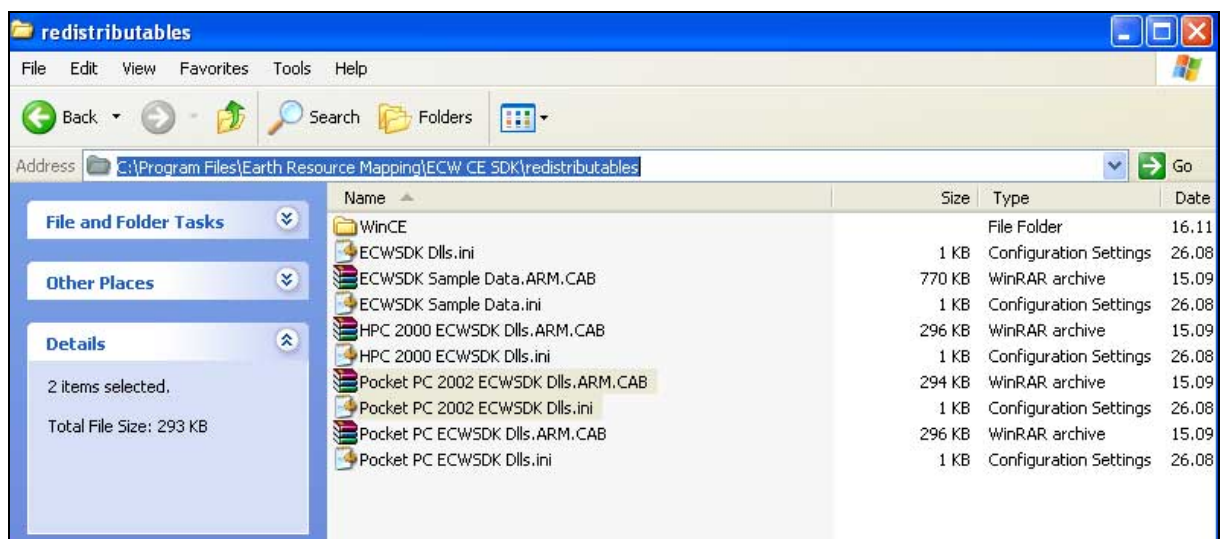 redistributables
File Edit View Favorites Tools Help
Back Search Folders
Address C:\Program Files\Earth Resource Mapping\ECW CE SDK\redistributables Go
File and Folder Tasks
Other Places
Details
2 items selected.
Total File Size: 293 KB
Name Size Type Date
WinCE File Folder 16.11
ECWSDK Dlls.ini 1 KB Configuration Settings 26.08
ECWSDK Sample Data.ARM.CAB 770 KB WinRAR archive 15.09
ECWSDK Sample Data.ini 1 KB Configuration Settings 26.08
HPC 2000 ECWSDK Dlls.ARM.CAB 296 KB WinRAR archive 15.09
HPC 2000 ECWSDK Dlls.ini 1 KB Configuration Settings 26.08
Pocket PC 2002 ECWSDK Dlls.ARM.CAB 294 KB WinRAR archive 15.09
Pocket PC 2002 ECWSDK Dlls.ini 1 KB Configuration Settings 26.08
Pocket PC ECWSDK Dlls.ARM.CAB 296 KB WinRAR archive 15.09
Pocket PC ECWSDK Dlls.ini 1 KB Configuration Settings 26.08